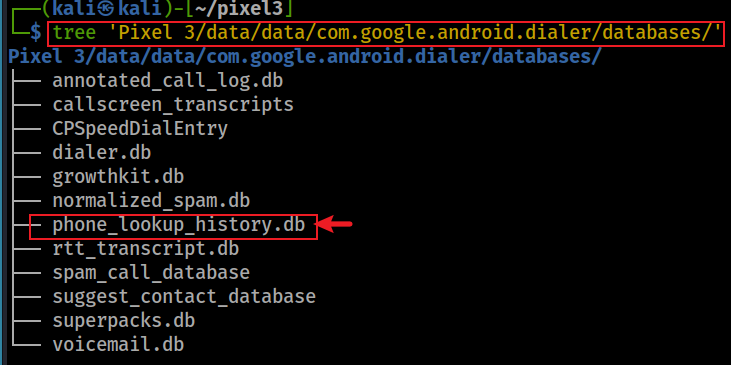 ┌──(kali㉿kali)-[~/pixel3]
└─$ tree 'Pixel 3/data/data/com.google.android.dialer/databases/'
Pixel 3/data/data/com.google.android.dialer/databases/
├── annotated_call_log.db
├── callscreen_transcripts
├── CPSpeedDialEntry
├── dialer.db
├── growthkit.db
├── normalized_spam.db
├── phone_lookup_history.db
├── rtt_transcript.db
├── spam_call_database
├── suggest_contact_database
├── superpacks.db
└── voicemail.db